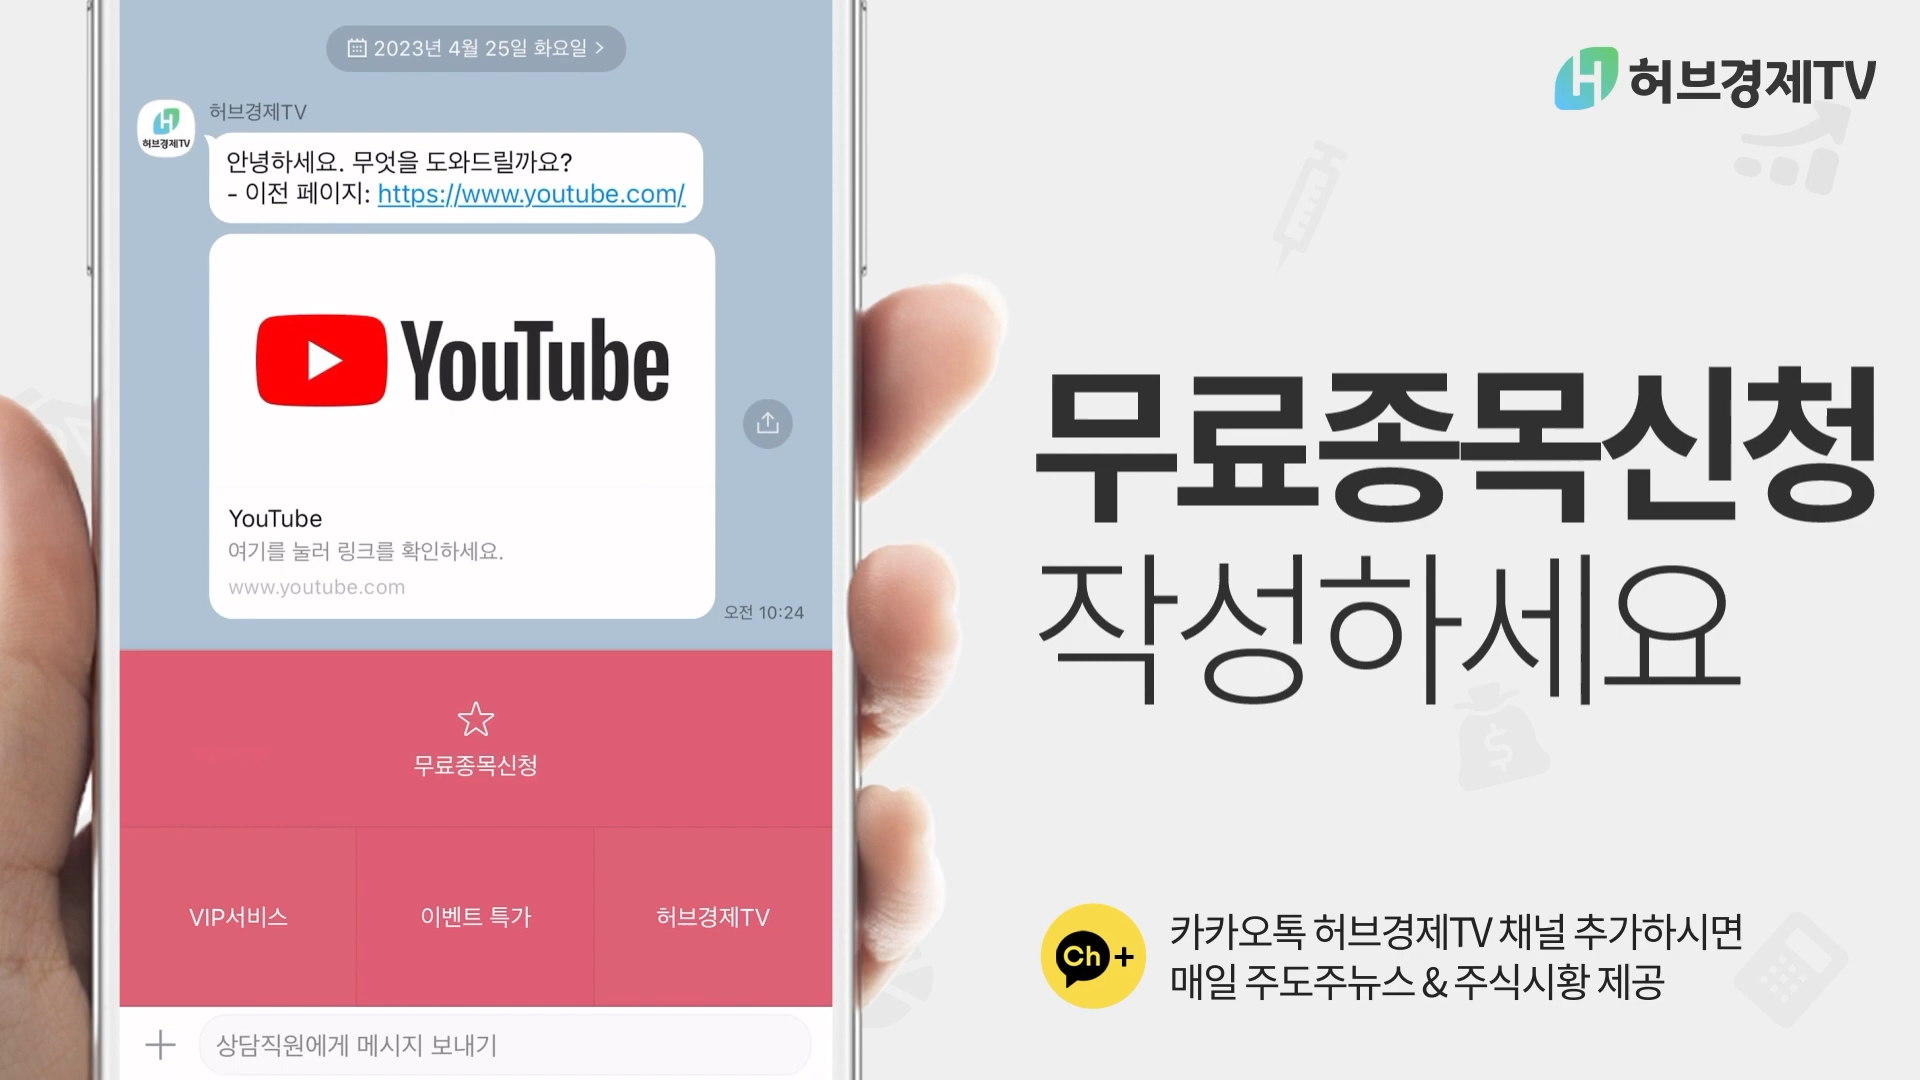 2023년 4월 25일 화요일 >
허브경제TV
허브경제TV
안녕하세요. 무엇을 도와드릴까요?
- 이전 페이지: https://www.youtube.com/
YouTube
YouTube
여기를 눌러 링크를 확인하세요.
www.youtube.com
오전 10:24
무료종목신청
VIP서비스
이벤트 특가
허브경제TV
상담직원에게 메시지 보내기
허브경제TV
무료종목신청
작성하세요
Ch+
카카오톡 허브경제TV 채널 추가하시면
매일 주도주뉴스 & 주식시황 제공